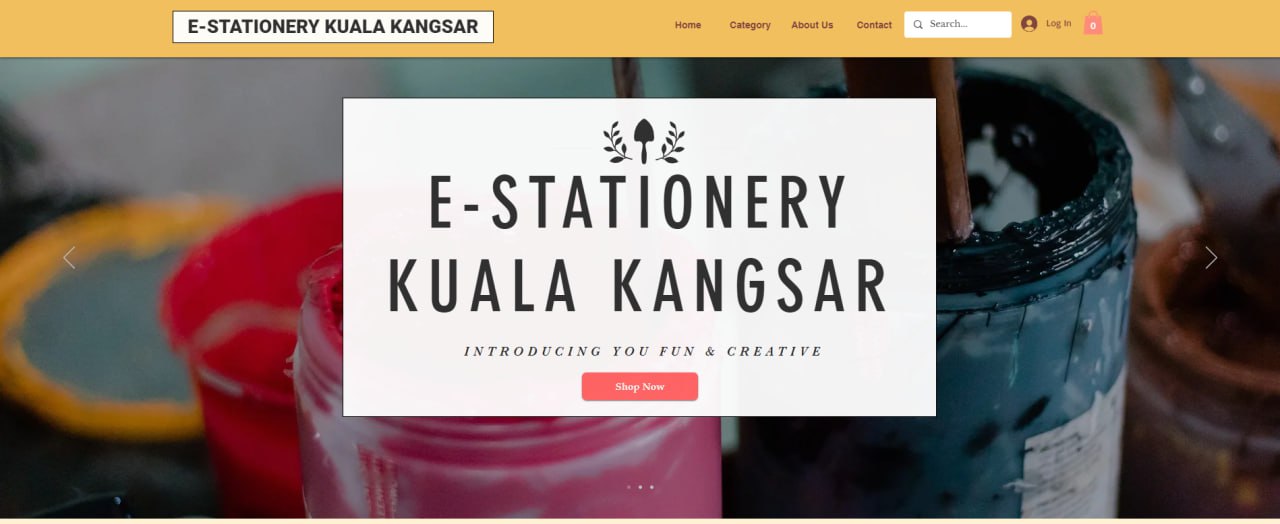 E-STATIONERY KUALA KANGSAR
Home
Category
About Us
Contact
Search...
Log In
0
E-STATIONERY
KUALA KANGSAR
INTRODUCING YOU FUN & CREATIVE
Shop Now